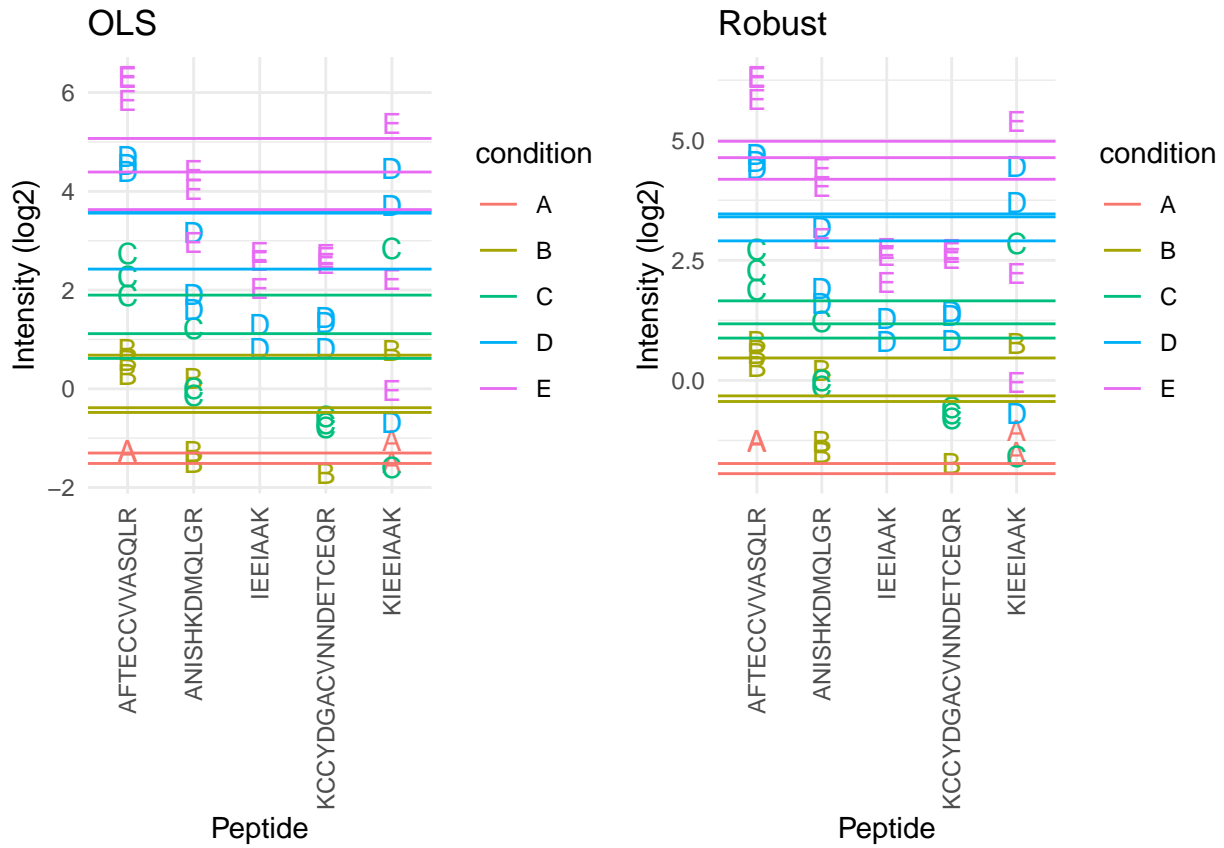 OLS
Intensity (log2)
6
4
2
0
−2
E
E
E
D
D
D
C
C
C
B
B
B
A
E
E
E
D
D
D
C
C
C
B
B
B
E
E
E
D
D
E
E
E
D
D
D
C
C
C
B
E
D
D
C
E
B
E
D
A
A
C
AFTECCVVASQLR
ANISHKDMQLGR
IEEIAAK
KCCYDGACVNNDETCEQR
KIEEIAAK
Peptide
condition
A
B
C
D
E
Robust
Intensity (log2)
5.0
2.5
0.0
E
E
E
D
D
D
C
C
C
B
B
B
A
E
E
E
D
D
D
C
C
C
B
B
B
E
E
E
D
D
E
E
E
D
D
D
C
C
C
B
E
D
D
C
E
B
E
D
A
A
C
AFTECCVVASQLR
ANISHKDMQLGR
IEEIAAK
KCCYDGACVNNDETCEQR
KIEEIAAK
Peptide
condition
A
B
C
D
E